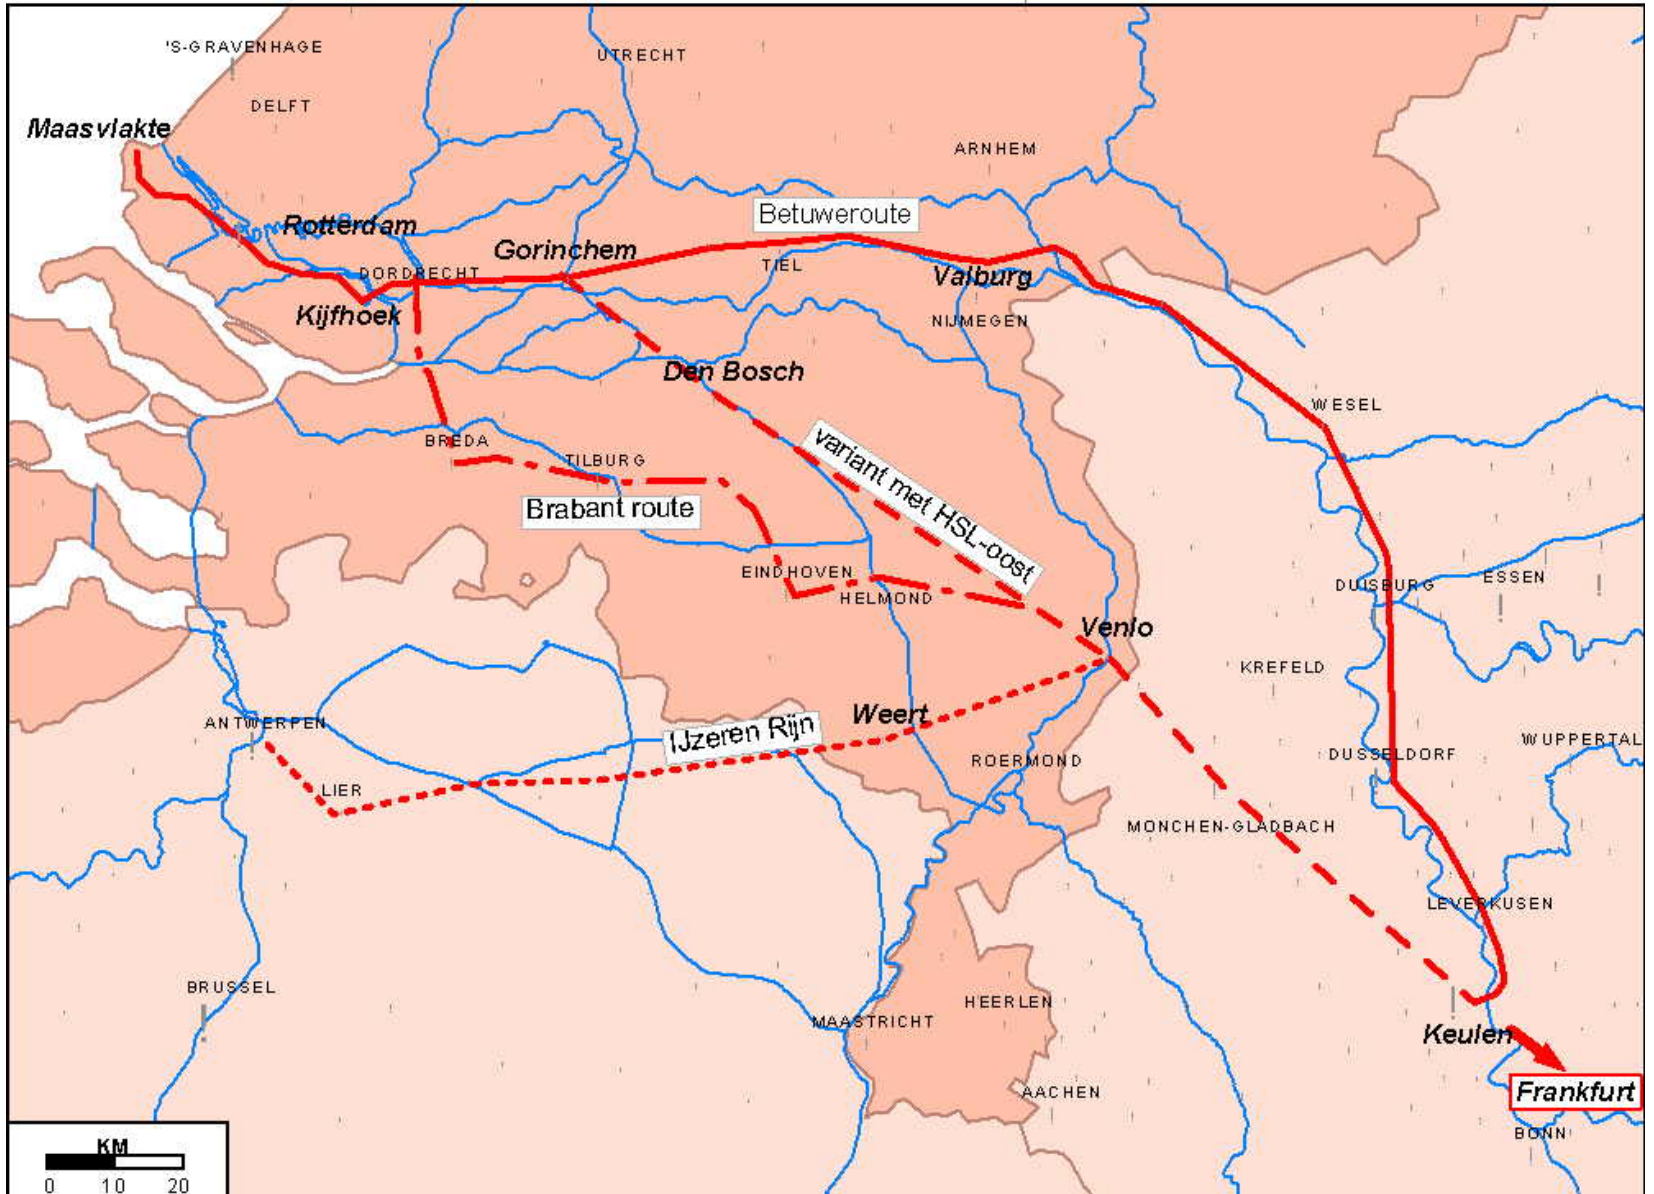 'S-GRAVENHAGE
UTRECHT
DELFT
Maasvlakte
ARNHEM
Betuweroute
Rotterdam
Gorinchem
DORDRECHT
TIEL
Valburg
Kijfhoek
NIJMEGEN
Den Bosch
WESEL
BREDA
TILBURG
variant met HSL-oost
Brabant route
EINDHOVEN
HELMOND
DUISBURG
ESSEN
Venlo
KREFELD
ANTWERPEN
Weert
IJzeren Rijn
ROERMOND
DUSSELDORF
WUPPERTAL
LIER
MONCHEN-GLADBACH
LEVERKUSEN
BRUSSEL
HEERLEN
MAASTRICHT
Keulen
AACHEN
Frankfurt
BONN
KM
0 10 20